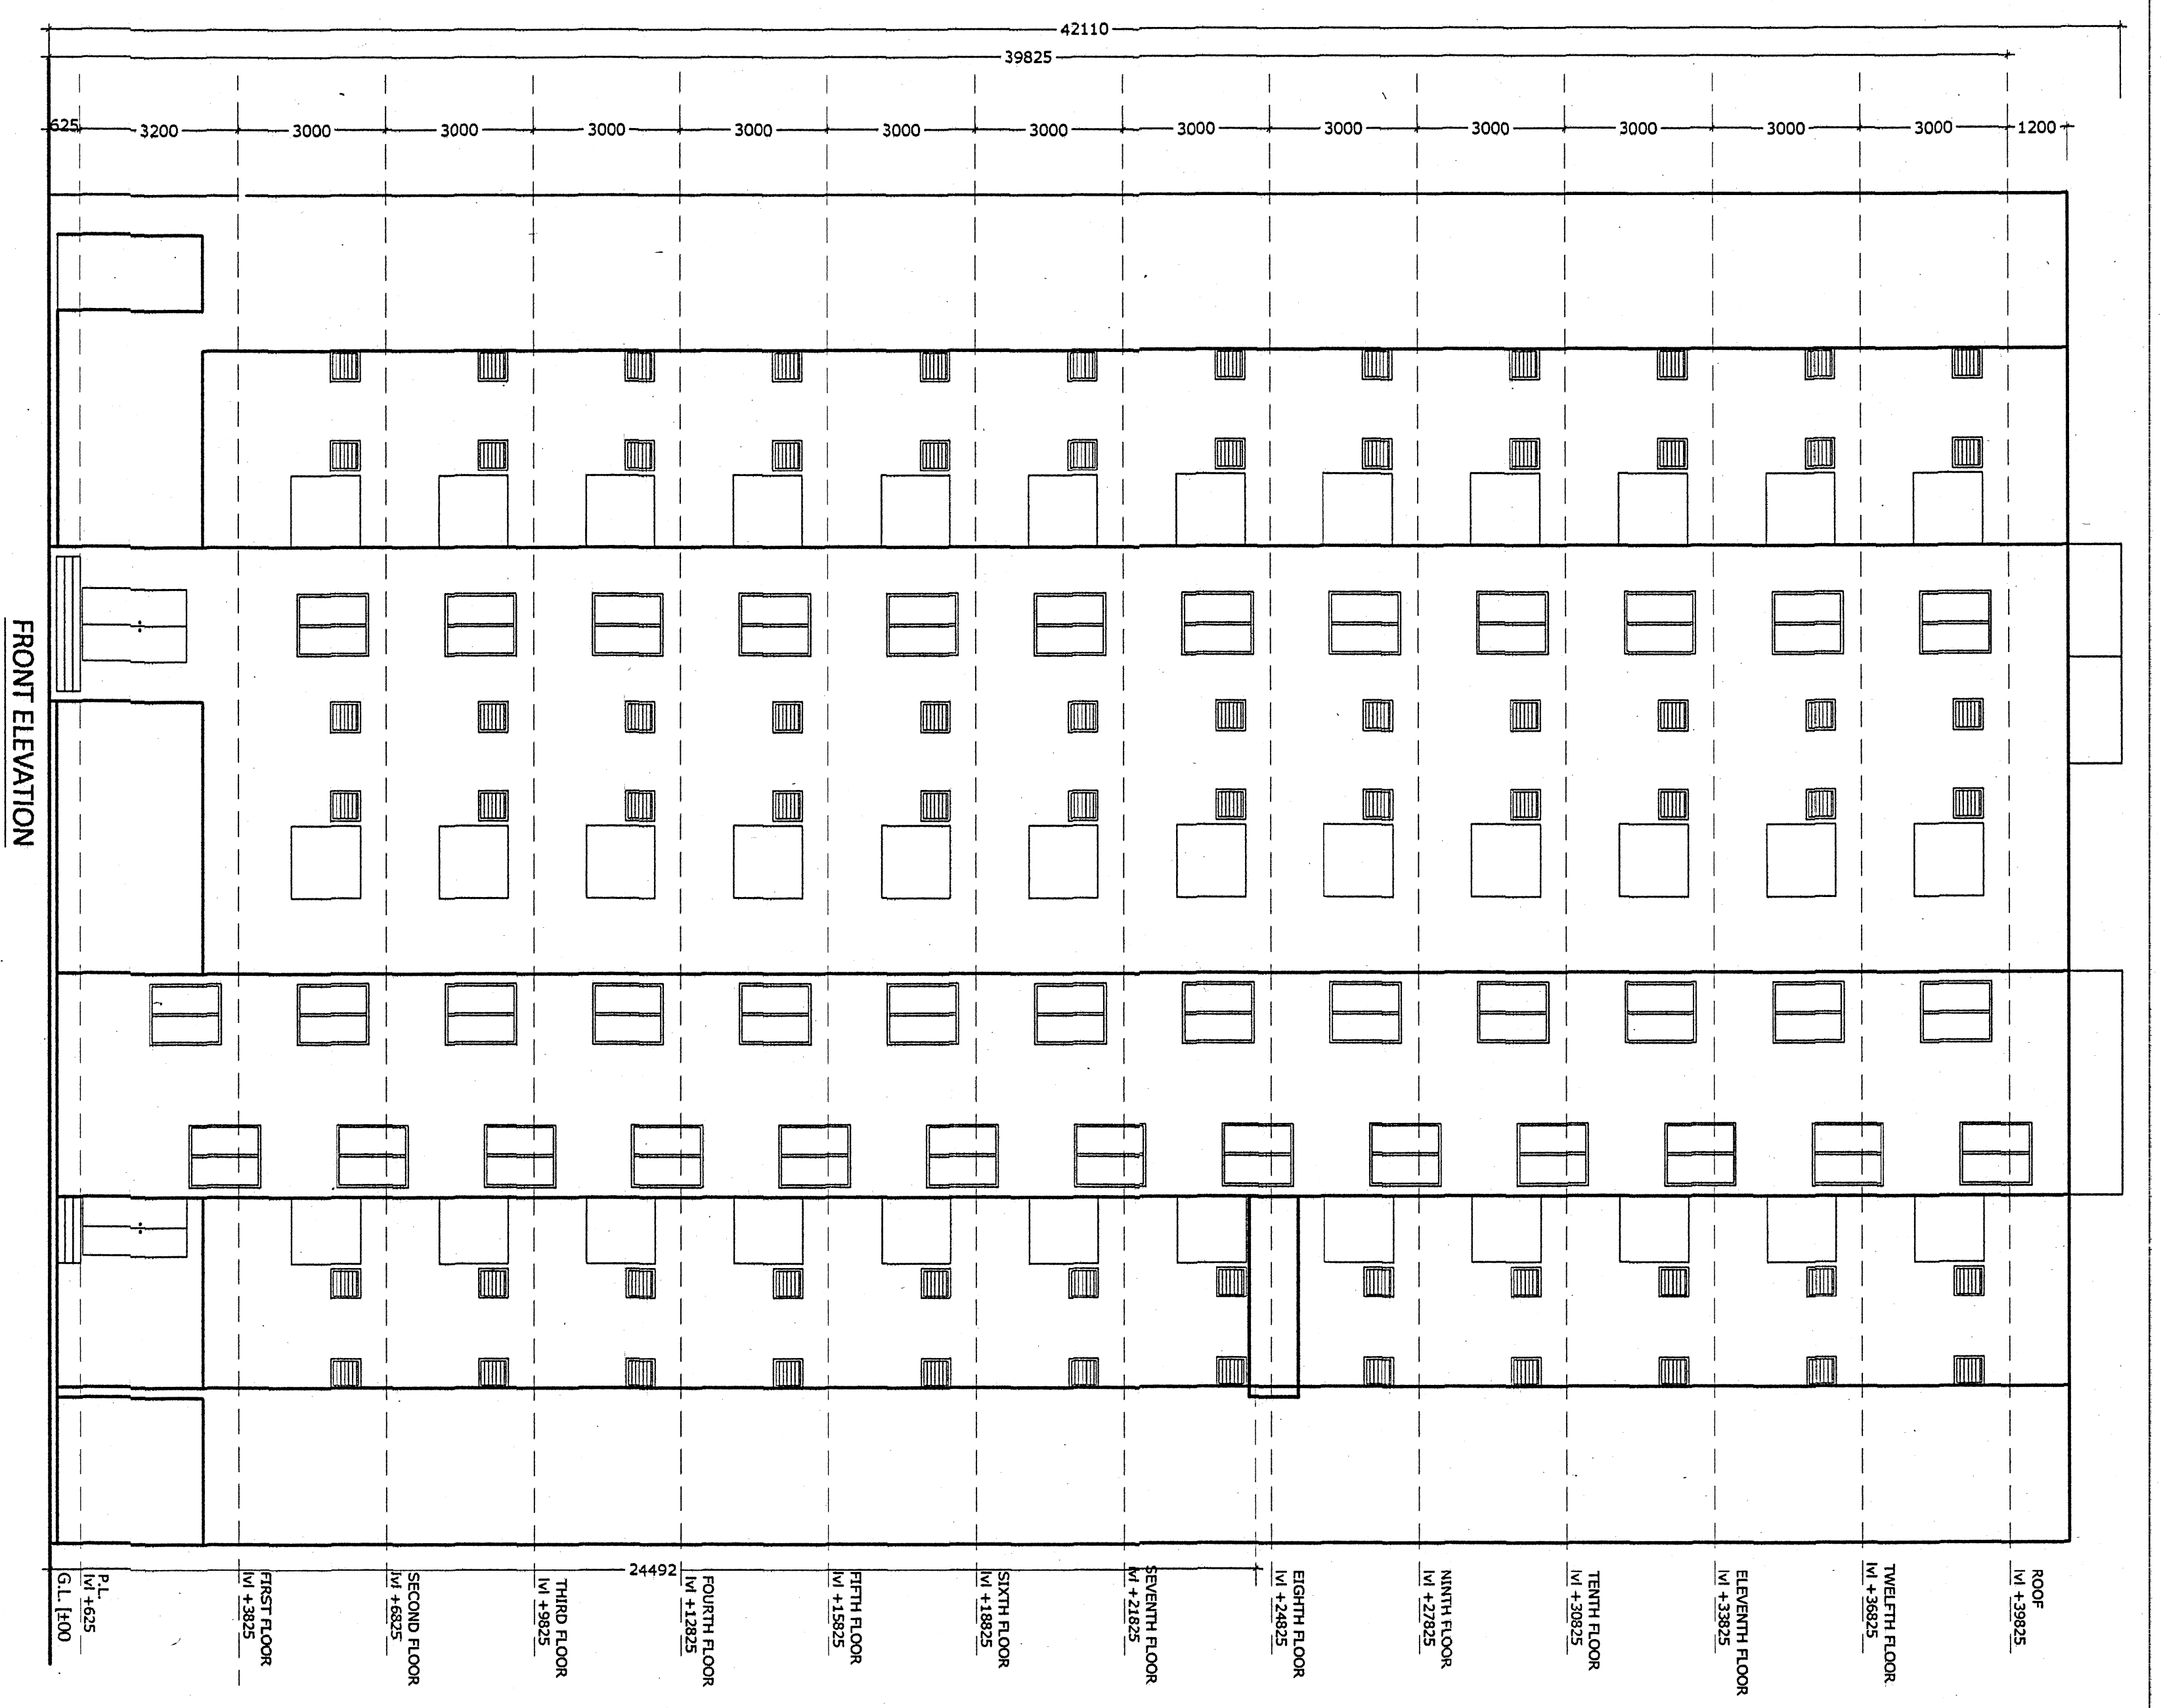 42110
39825
625
3200
3000
3000
3000
3000
3000
3000
3000
3000
3000
3000
3000
3000
1200
FRONT ELEVATION
24492
ROOF
lvl +39825
TWELFTH FLOOR
lvl +36825
ELEVENTH FLOOR
lvl +33825
TENTH FLOOR
lvl +30825
NINTH FLOOR
lvl +27825
EIGHTH FLOOR
lvl +24825
SEVENTH FLOOR
lvl +21825
SIXTH FLOOR
lvl +18825
FIFTH FLOOR
lvl +15825
FOURTH FLOOR
lvl +12825
THIRD FLOOR
lvl +9825
SECOND FLOOR
lvl +6825
FIRST FLOOR
lvl +3825
P.L.
lvl +625
G.L. [±00